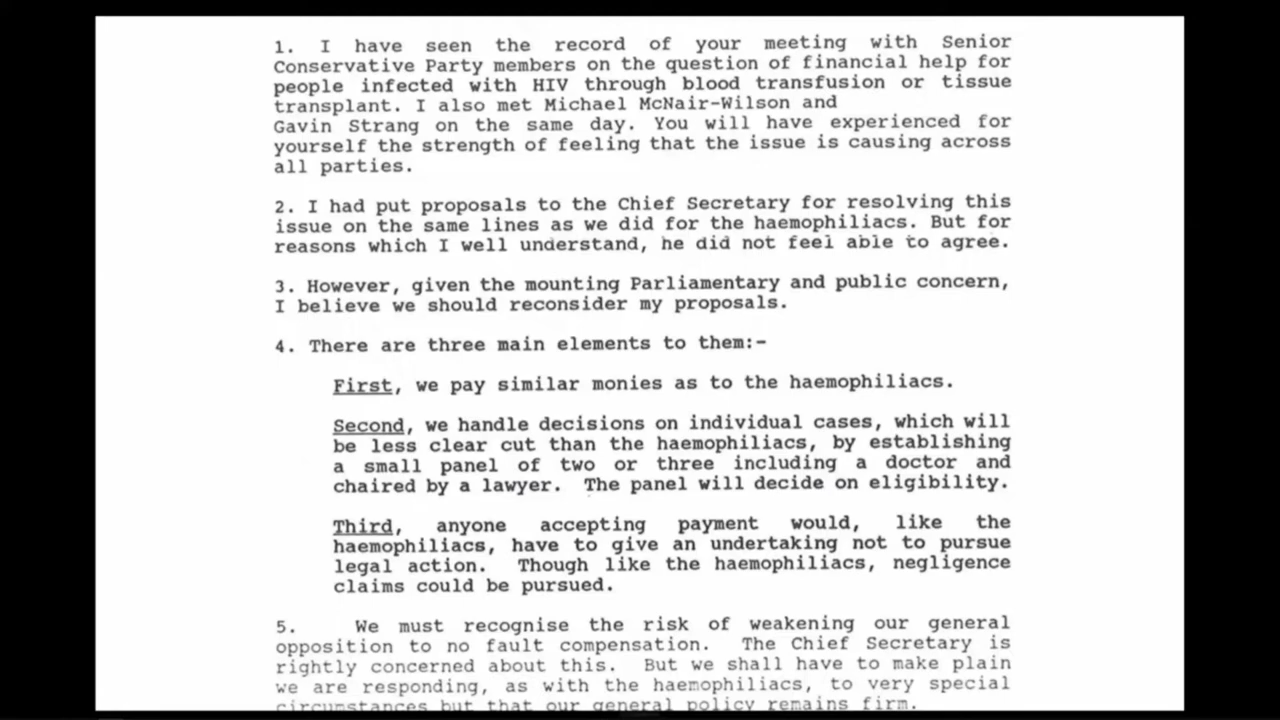 1. I have seen the record of your meeting with Senior
Conservative Party members on the question of financial help for
people infected with HIV through blood transfusion or tissue
transplant. I also met Michael McNair-Wilson and
Gavin Strang on the same day. You will have experienced for
yourself the strength of feeling that the issue is causing across
all parties.
2. I had put proposals to the Chief Secretary for resolving this
issue on the same lines as we did for the haemophiliacs. But for
reasons which I well understand, he did not feel able to agree.
3. However, given the mounting Parliamentary and public concern,
I believe we should reconsider my proposals.
4. There are three main elements to them:-
First, we pay similar monies as to the haemophiliacs.
Second, we handle decisions on individual cases, which will
be less clear cut than the haemophiliacs, by establishing
a small panel of two or three including a doctor and
chaired by a lawyer. The panel will decide on eligibility.
Third, anyone accepting payment would, like the
haemophiliacs, have to give an undertaking not to pursue
legal action. Though like the haemophiliacs, negligence
claims could be pursued.
5. We must recognise the risk of weakening our general
opposition to no fault compensation. The Chief Secretary is
rightly concerned about this. But we shall have to make plain
we are responding, as with the haemophiliacs, to very special
circumstances but that our general policy remains firm.